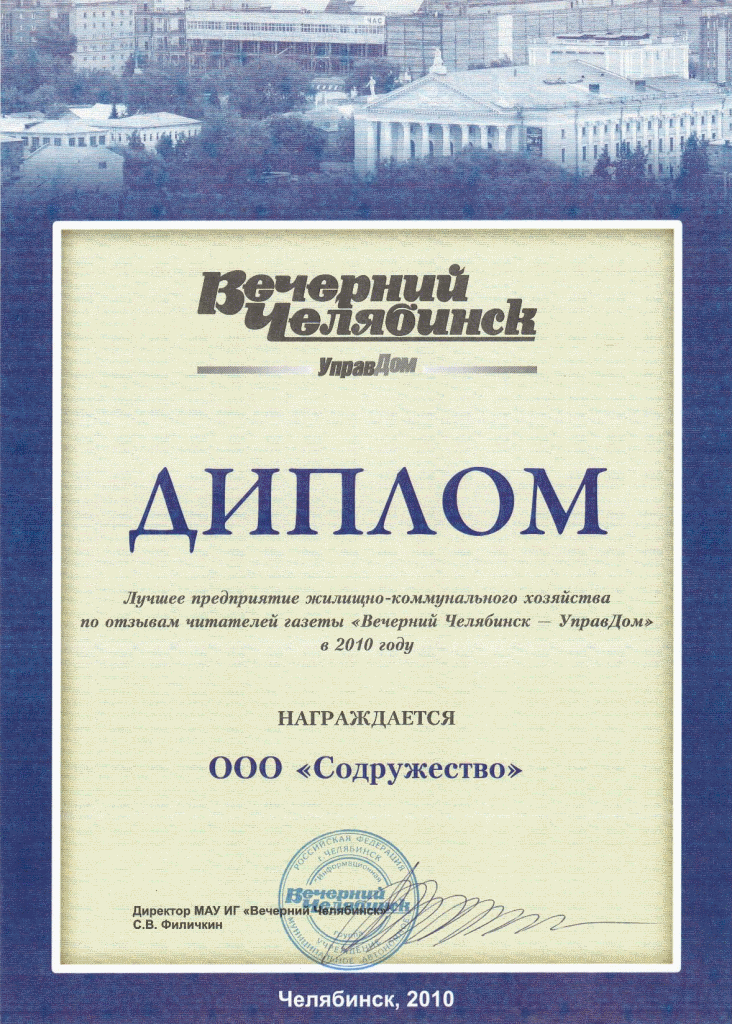 ЧАС
Вечерний
Челябинск
УправДом
ДИПЛОМ
Лучшее предприятие жилищно-коммунального хозяйства
по отзывам читателей газеты «Вечерний Челябинск — УправДом»
в 2010 году
НАГРАЖДАЕТСЯ
ООО «Содружество»
РОССИЙСКАЯ ФЕДЕРАЦИЯ
г. ЧЕЛЯБИНСК
Информационная
Вечерний
Челябинск
группа
УЧРЕЖДЕНИЕ
МУНИЦИПАЛЬНОЕ АВТОНОМНОЕ
Директор МАУ ИГ «Вечерний Челябинск»
С.В. Филичкин
Челябинск, 2010